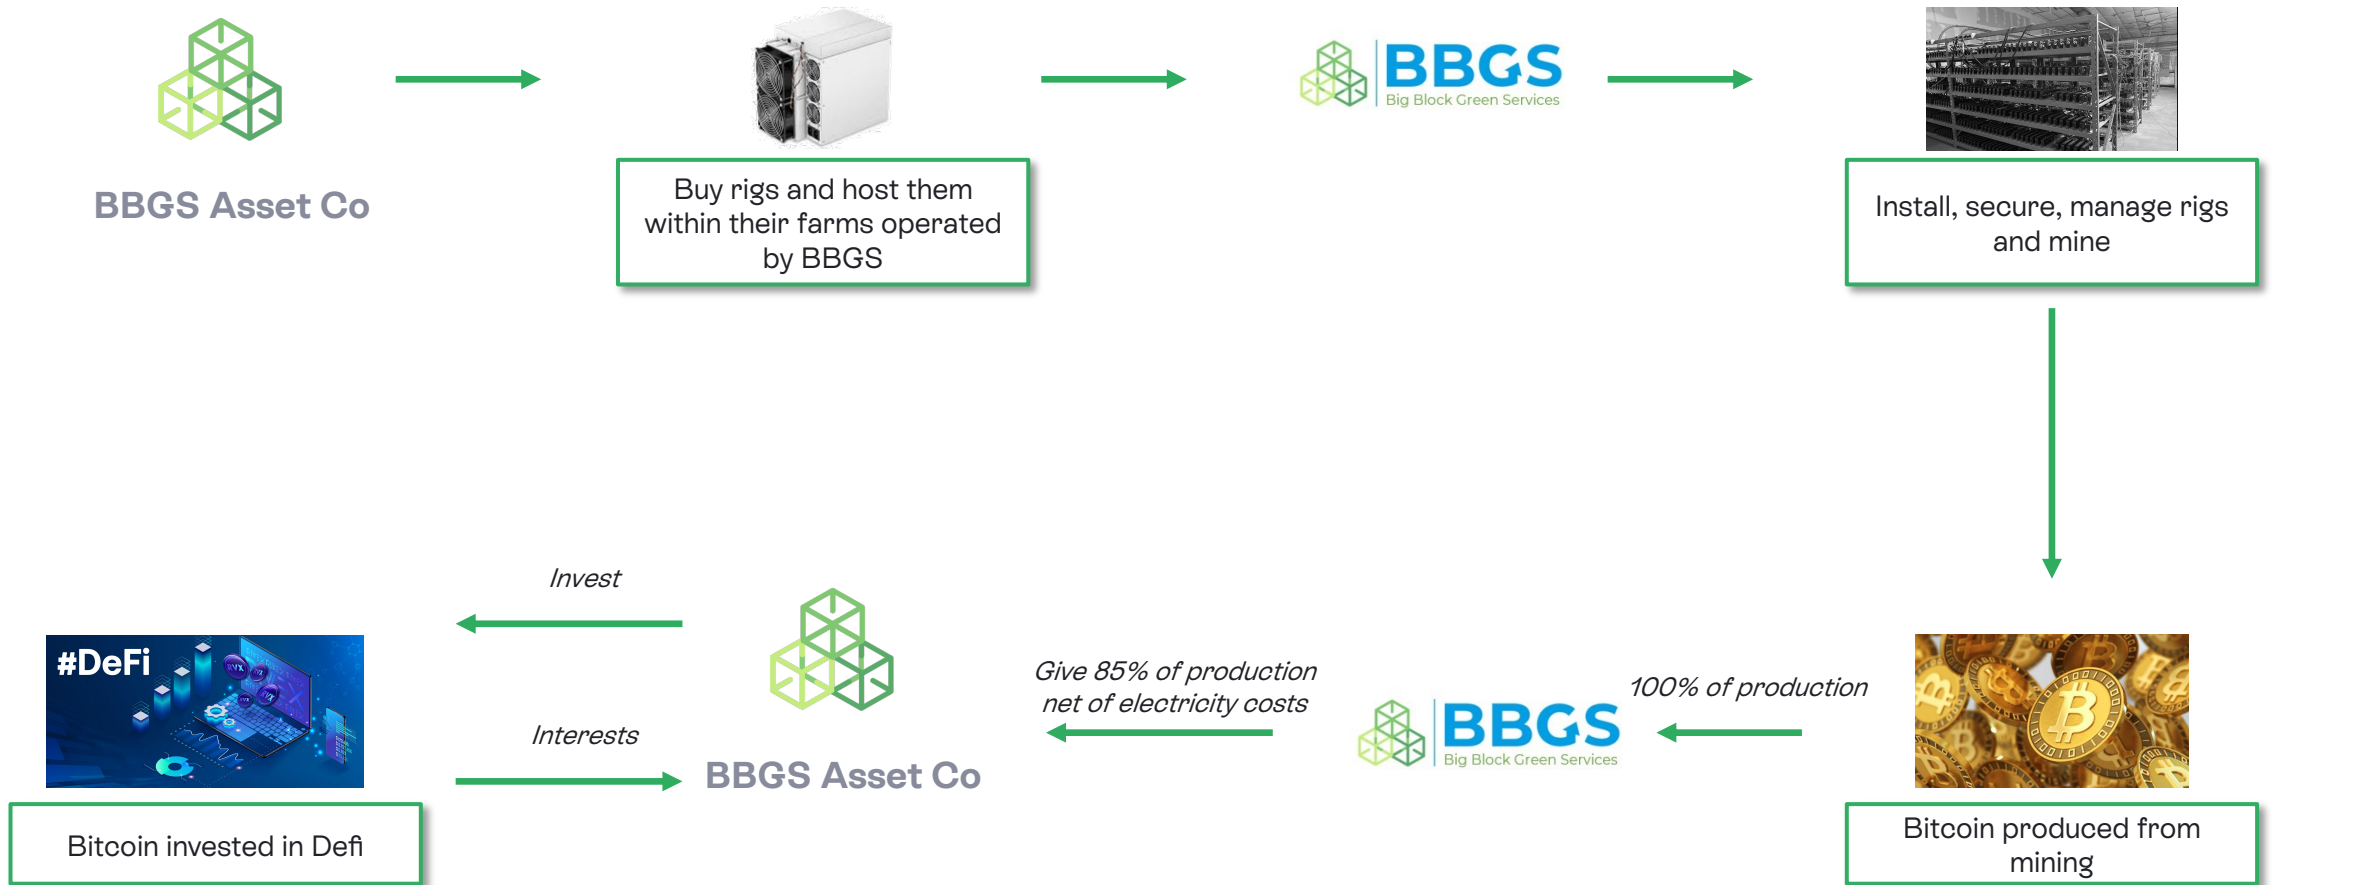 BBGS
Big Block Green Services
BBGS Asset Co
Buy rigs and host them
within their farms operated
by BBGS
Install, secure, manage rigs
and mine
Invest
#DeFi
Interests
BBGS Asset Co
Give 85% of production
net of electricity costs
BBGS
Big Block Green Services
100% of production
Bitcoin invested in Defi
Bitcoin produced from
mining